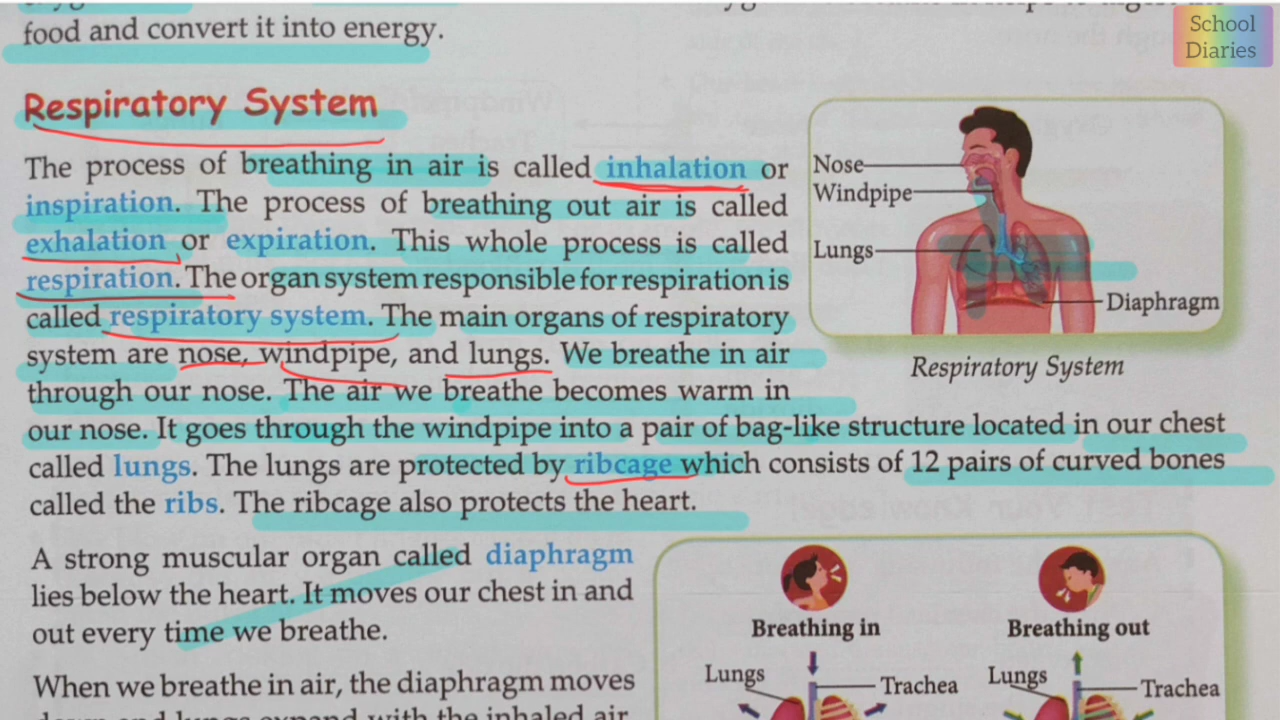 food and convert it into energy.
School
Diaries
Respiratory System
The process of breathing in air is called inhalation or
inspiration. The process of breathing out air is called
exhalation or expiration. This whole process is called
respiration. The organ system responsible for respiration is
called respiratory system. The main organs of respiratory
system are nose, windpipe, and lungs. We breathe in air
through our nose. The air we breathe becomes warm in
our nose. It goes through the windpipe into a pair of bag-like structure located in our chest
called lungs. The lungs are protected by ribcage which consists of 12 pairs of curved bones
called the ribs. The ribcage also protects the heart.
Nose
Windpipe
Lungs
Diaphragm
Respiratory System
A strong muscular organ called diaphragm
lies below the heart. It moves our chest in and
out every time we breathe.
When we breathe in air, the diaphragm moves
down and lungs expand with the inhaled air.
Breathing in
Lungs
Trachea
Breathing out
Lungs
Trachea